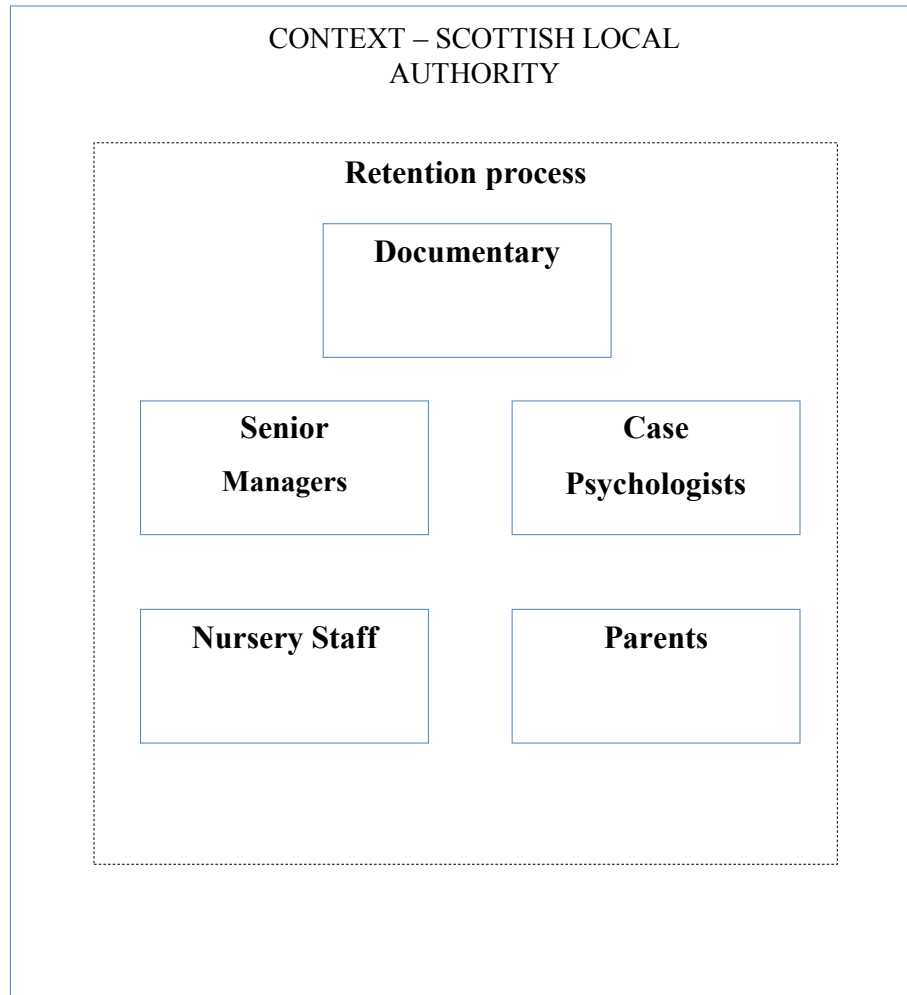 CONTEXT – SCOTTISH LOCAL
AUTHORITY
Retention process
Documentary
Senior
Managers
Case
Psychologists
Nursery Staff
Parents